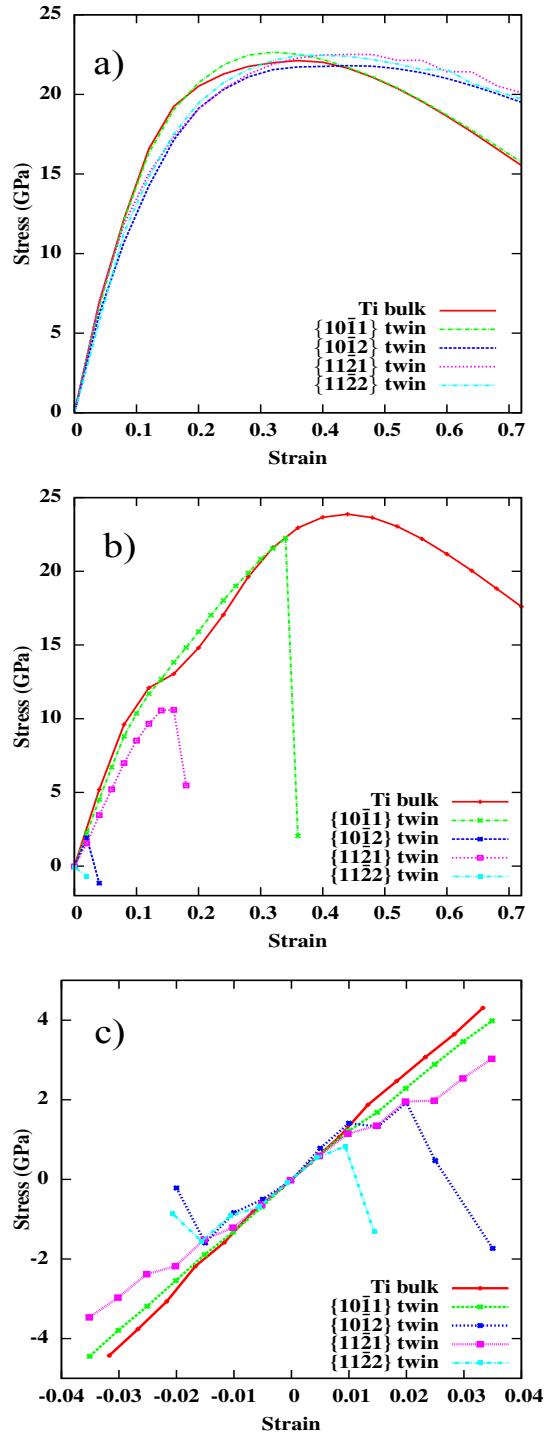 a)
25
20
15
10
5
0
Stress (GPa)
Ti bulk
{101̄1} twin
{101̄2} twin
{112̄1} twin
{112̄2} twin
0 0.1 0.2 0.3 0.4 0.5 0.6 0.7
Strain
b)
25
20
15
10
5
0
Stress (GPa)
Ti bulk
{101̄1} twin
{101̄2} twin
{112̄1} twin
{112̄2} twin
0 0.1 0.2 0.3 0.4 0.5 0.6 0.7
Strain
c)
4
2
0
-2
-4
Stress (GPa)
Ti bulk
{101̄1} twin
{101̄2} twin
{112̄1} twin
{112̄2} twin
-0.04 -0.03 -0.02 -0.01 0 0.01 0.02 0.03 0.04
Strain